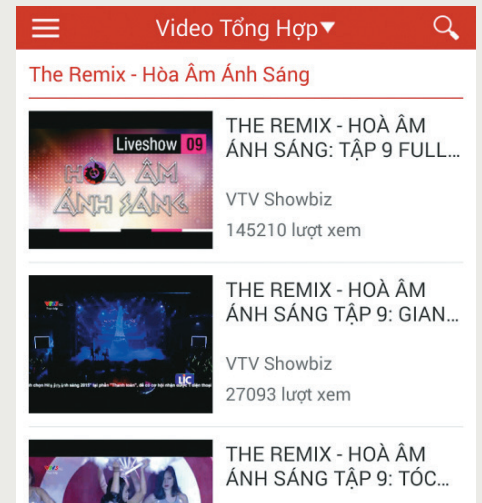 Video Tổng Hợp▼
The Remix - Hòa Âm Ánh Sáng
Liveshow 09
HOÀ ÂM
ÁNH SÁNG
THE REMIX - HOÀ ÂM
ÁNH SÁNG: TẬP 9 FULL...
VTV Showbiz
145210 lượt xem
THE REMIX - HOÀ ÂM
ÁNH SÁNG TẬP 9: GIAN...
VTV Showbiz
27093 lượt xem
THE REMIX - HOÀ ÂM
ÁNH SÁNG TẬP 9: TÓC...